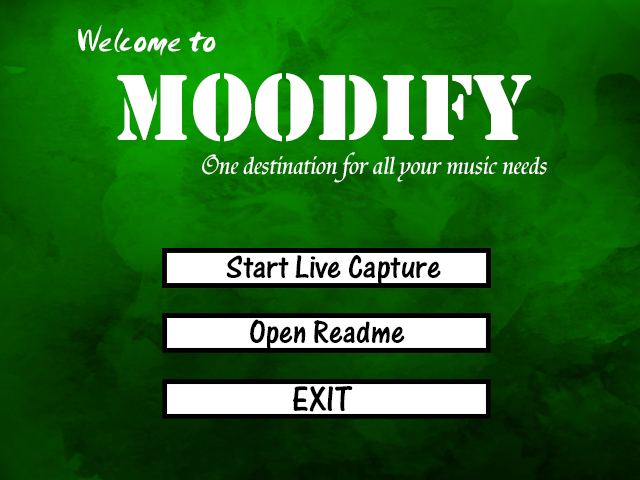 Welcome to
MOODIFY
One destination for all your music needs
Start Live Capture
Open Readme
EXIT